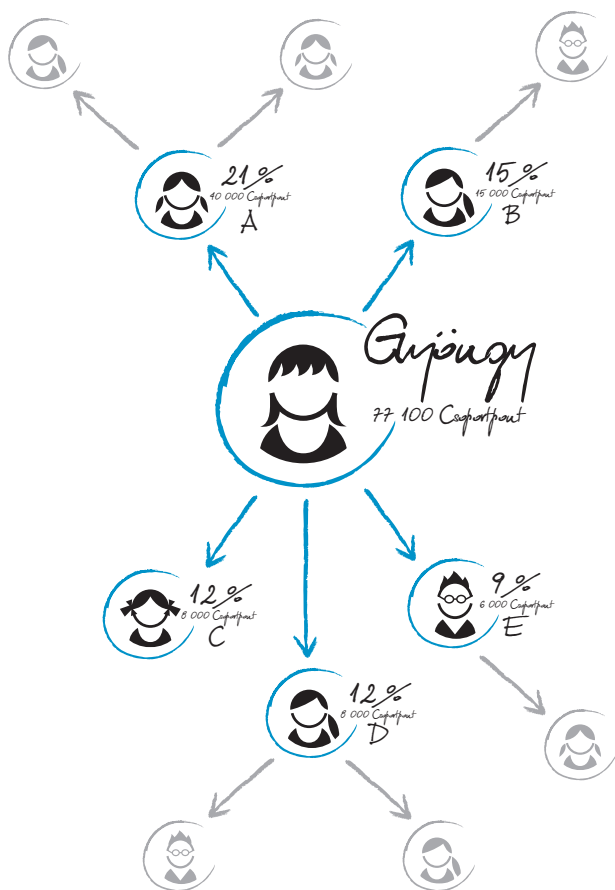 21%
40 000 Csoportpont
A
15%
15 000 Csoportpont
B
Gyöngy
77 100 Csoportpont
12%
8 000 Csoportpont
C
9%
6 000 Csoportpont
E
12%
8 000 Csoportpont
D